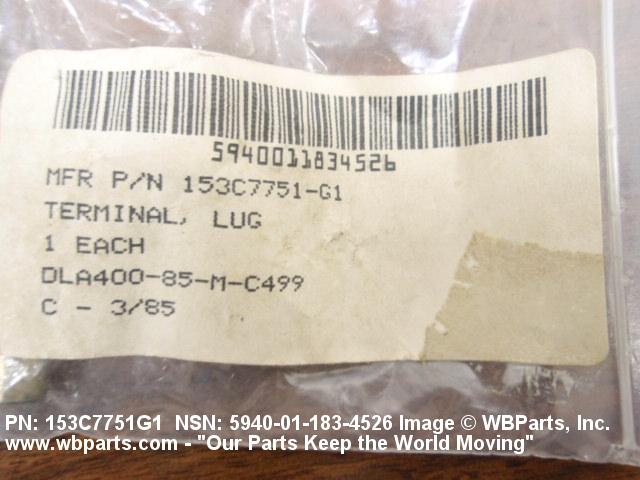 5940011834526
MFR P/N 153C7751-G1
TERMINAL, LUG
1 EACH
DLA400-85-M-C499
C - 3/85
PN: 153C7751G1 NSN: 5940-01-183-4526 Image © WBParts, Inc.
www.wbparts.com - "Our Parts Keep the World Moving"